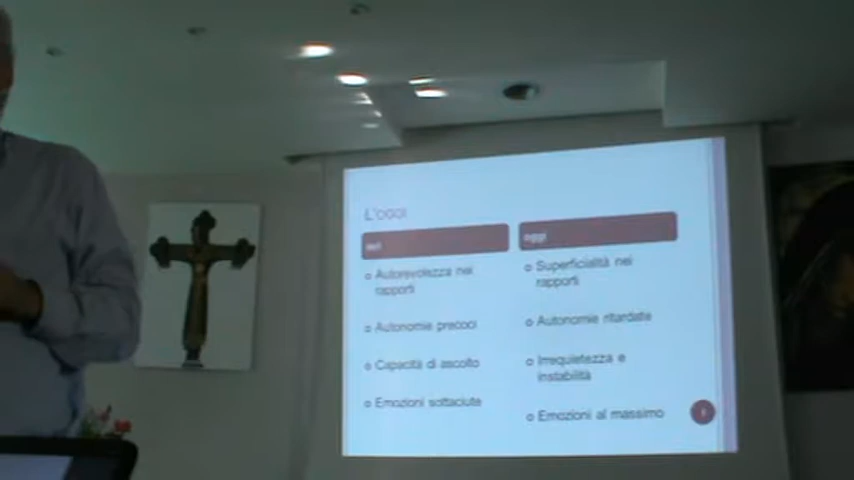 L'OGGI
ieri
oggi
Autorevolezza nei
rapporti
Autonomie precoci
Capacità di ascolto
Emozioni sottaciute
Superficialità nei
rapporti
Autonomie ritardate
Irrequietezza e
instabilità
Emozioni al massimo